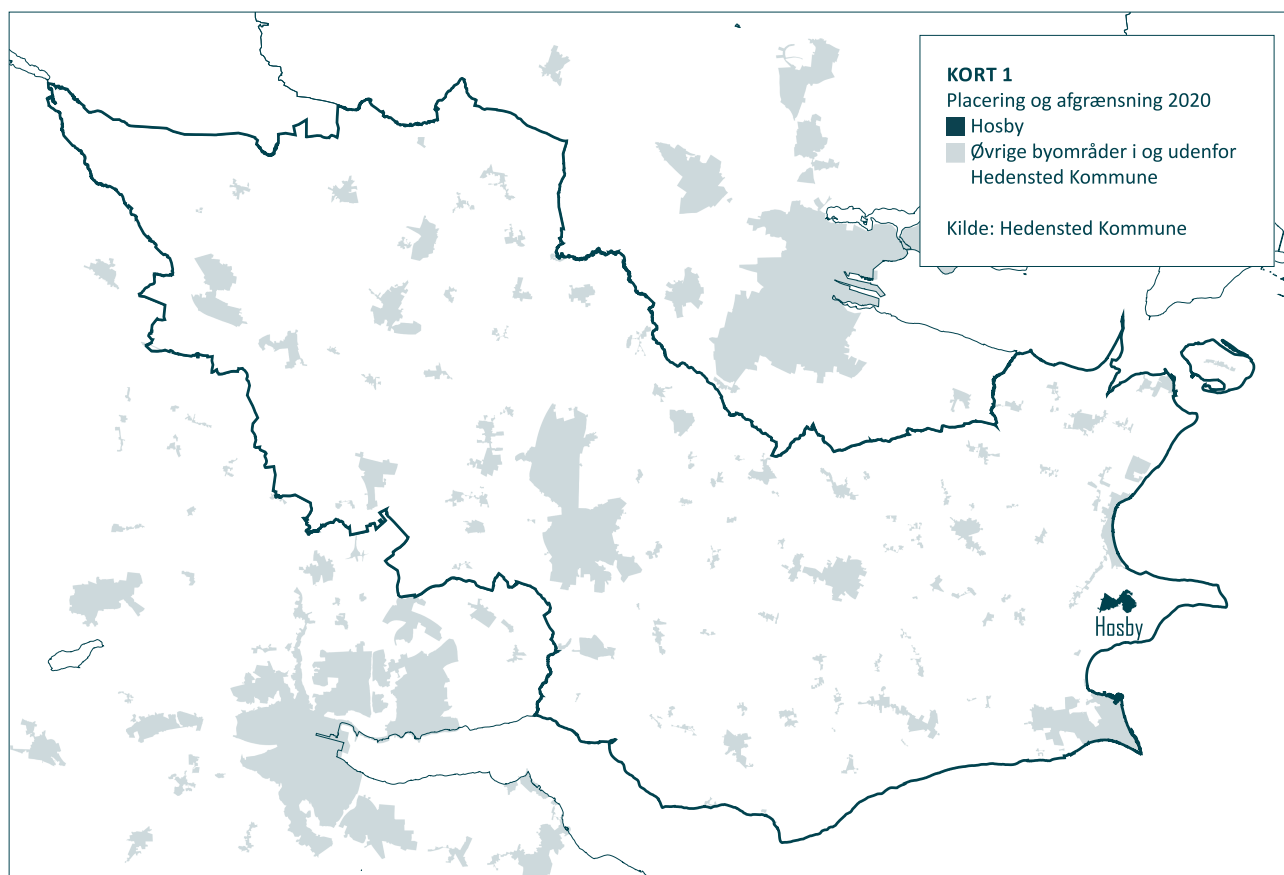 KORT 1
Placering og afgrænsning 2020
Hosby
Øvrige byområder i og udenfor
Hedensted Kommune
Kilde: Hedensted Kommune
Hosby